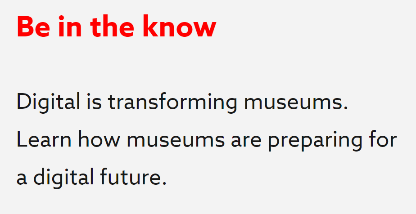 Be in the know
Digital is transforming museums.
Learn how museums are preparing for
a digital future.